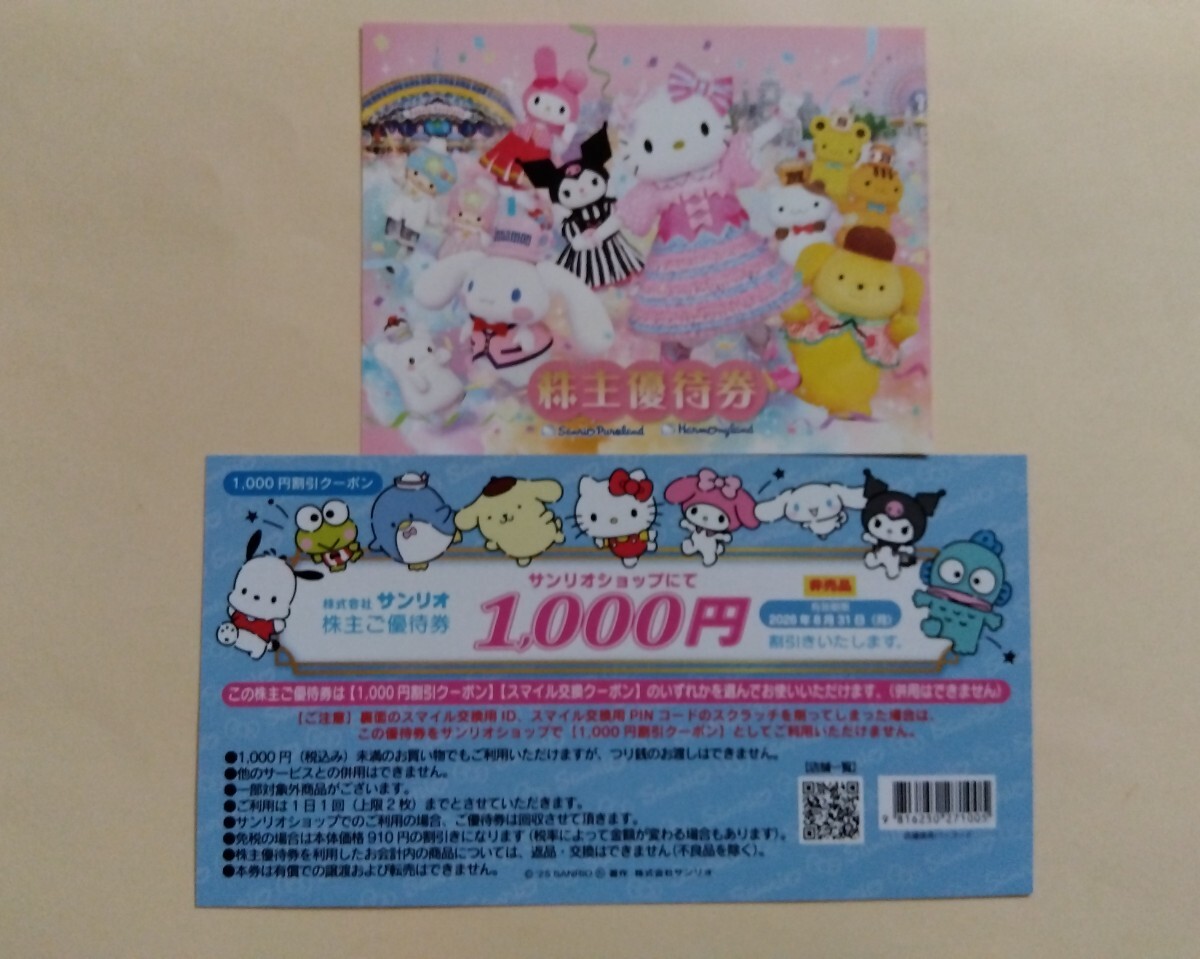 株主優待券
Sanrio Puroland Harmonyland
1,000円割引クーポン
サンリオショップにて
非売品
株式会社 サンリオ
株主ご優待券
1,000円
有効期限
2026年8月31日(月)
割引きいたします。
この株主ご優待券は【1,000円割引クーポン】【スマイル交換クーポン】のいずれかを選んでお使いいただけます。(併用はできません)
【ご注意】裏面のスマイル交換用ID、スマイル交換用PINコードのスクラッチを削ってしまった場合は、
この優待券をサンリオショップで【1,000円割引クーポン】としてご利用いただけません。
●1,000円(税込み)未満のお買い物でもご利用いただけますが、つり銭のお渡しはできません。
●他のサービスとの併用はできません。
●一部対象外商品がございます。
●ご利用は1日1回(上限2枚)までとさせていただきます。
●サンリオショップでのご利用の場合、ご優待券は回収させて頂きます。
●免税の場合は本体価格910円の割引きになります(税率によって金額が変わる場合もあります)。
●株主優待券を利用したお会計内の商品については、返品・交換はできません(不良品を除く)。
●本券は有償での譲渡および転売はできません。
【店舗一覧】
9 816210 271005
©'25 SANRIO Ⓢ 著作 株式会社サンリオ